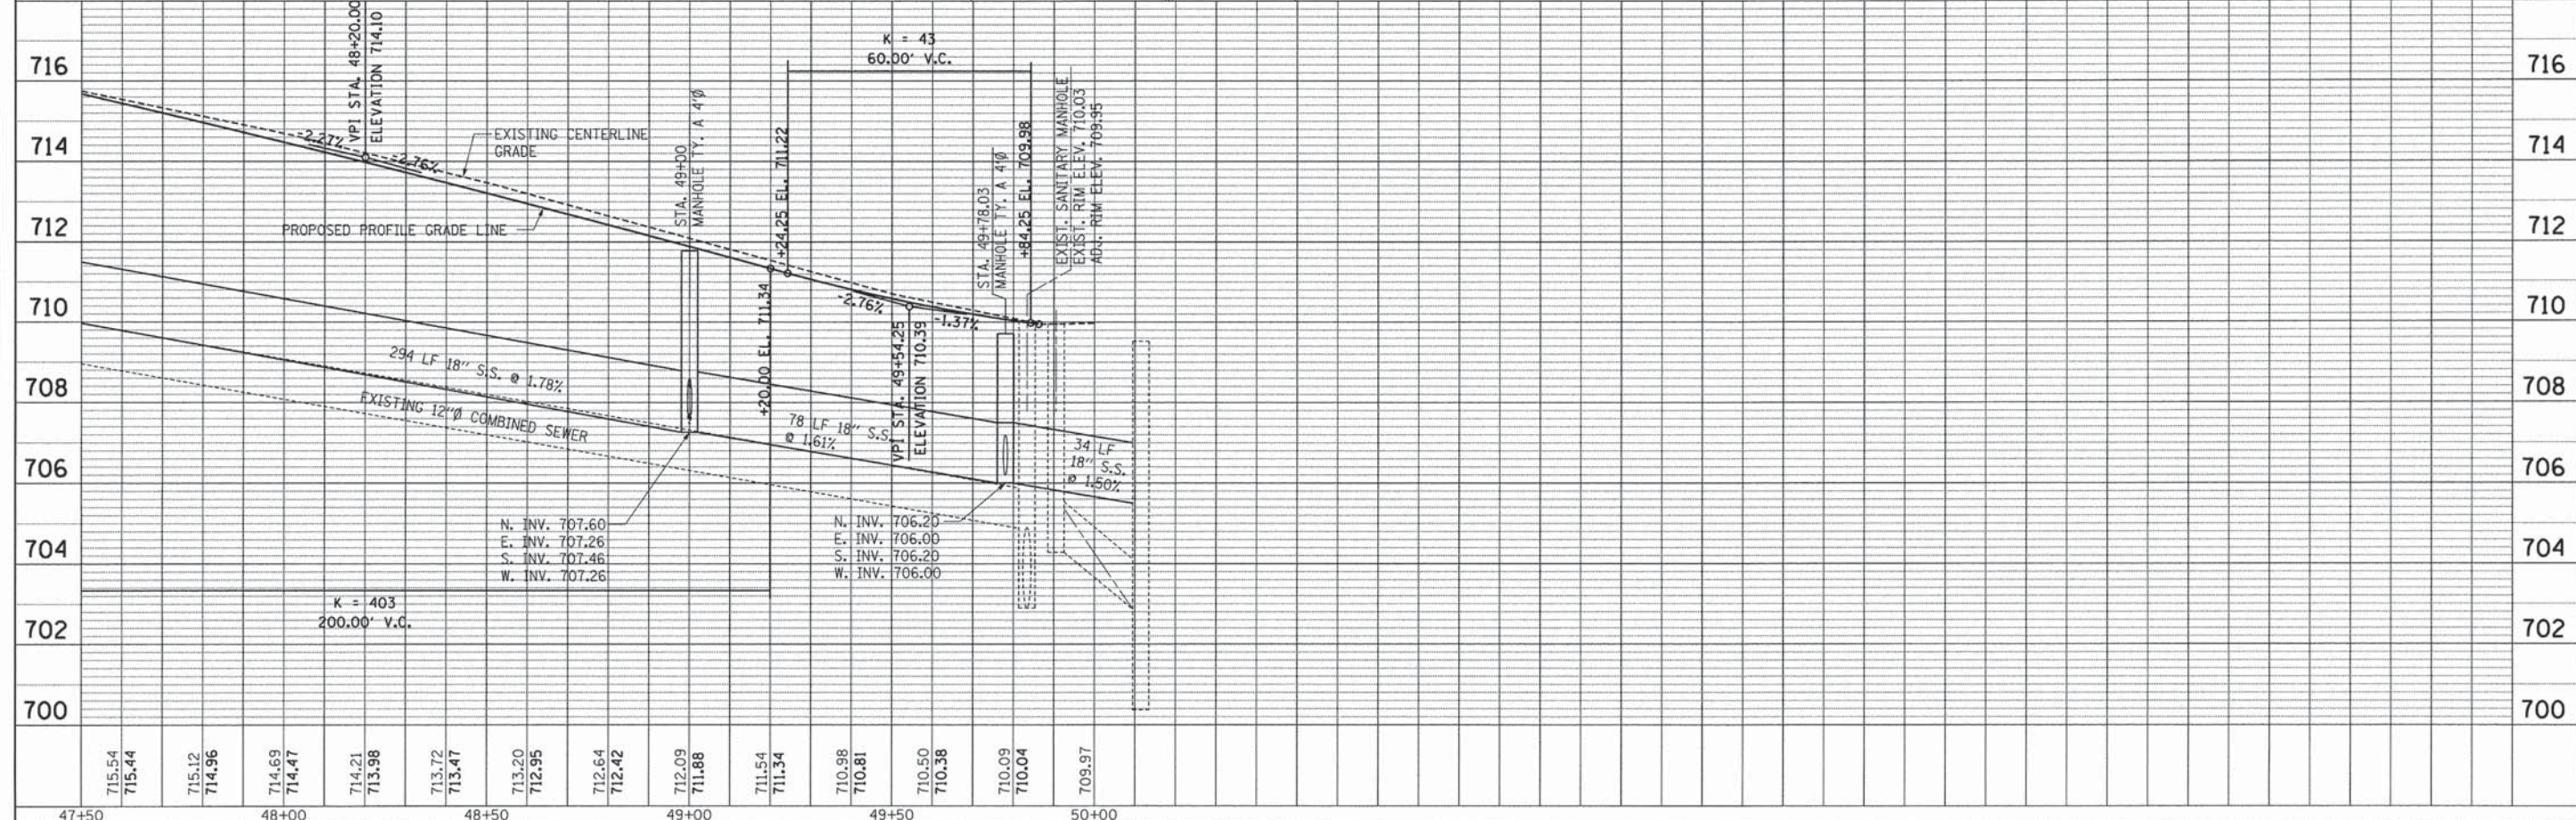 VPI STA. 48+20.00
ELEVATION 714.10
K = 43
60.00' V.C.
716
716
714
714
712
712
710
710
708
708
706
706
704
704
702
702
700
700
-2.27%
-2.76%
EXISTING CENTERLINE
GRADE
PROPOSED PROFILE GRADE LINE
STA. 49+00
MANHOLE TY. A 4'Ø
+24.25 EL. 711.22
+20.00 EL. 711.34
-2.76%
-1.37%
VPI STA. 49+54.25
ELEVATION 710.39
STA. 49+78.03
MANHOLE TY. A 4'Ø
+84.25 EL. 709.98
EXIST. SANITARY MANHOLE
EXIST. RIM ELEV. 710.03
ADJ. RIM ELEV. 709.95
294 LF 18" S.S. @ 1.78%
EXISTING 12"Ø COMBINED SEWER
78 LF 18" S.S.
@ 1.61%
34 LF
18" S.S.
@ 1.50%
N. INV. 707.60
E. INV. 707.26
S. INV. 707.46
W. INV. 707.26
N. INV. 706.20
E. INV. 706.00
S. INV. 706.20
W. INV. 706.00
K = 403
200.00' V.C.
715.54
715.44
715.12
714.96
714.69
714.47
714.21
713.98
713.72
713.47
713.20
712.95
712.64
712.42
712.09
711.88
711.54
711.34
710.98
710.81
710.50
710.38
710.09
710.04
709.97
47+50
48+00
48+50
49+00
49+50
50+00